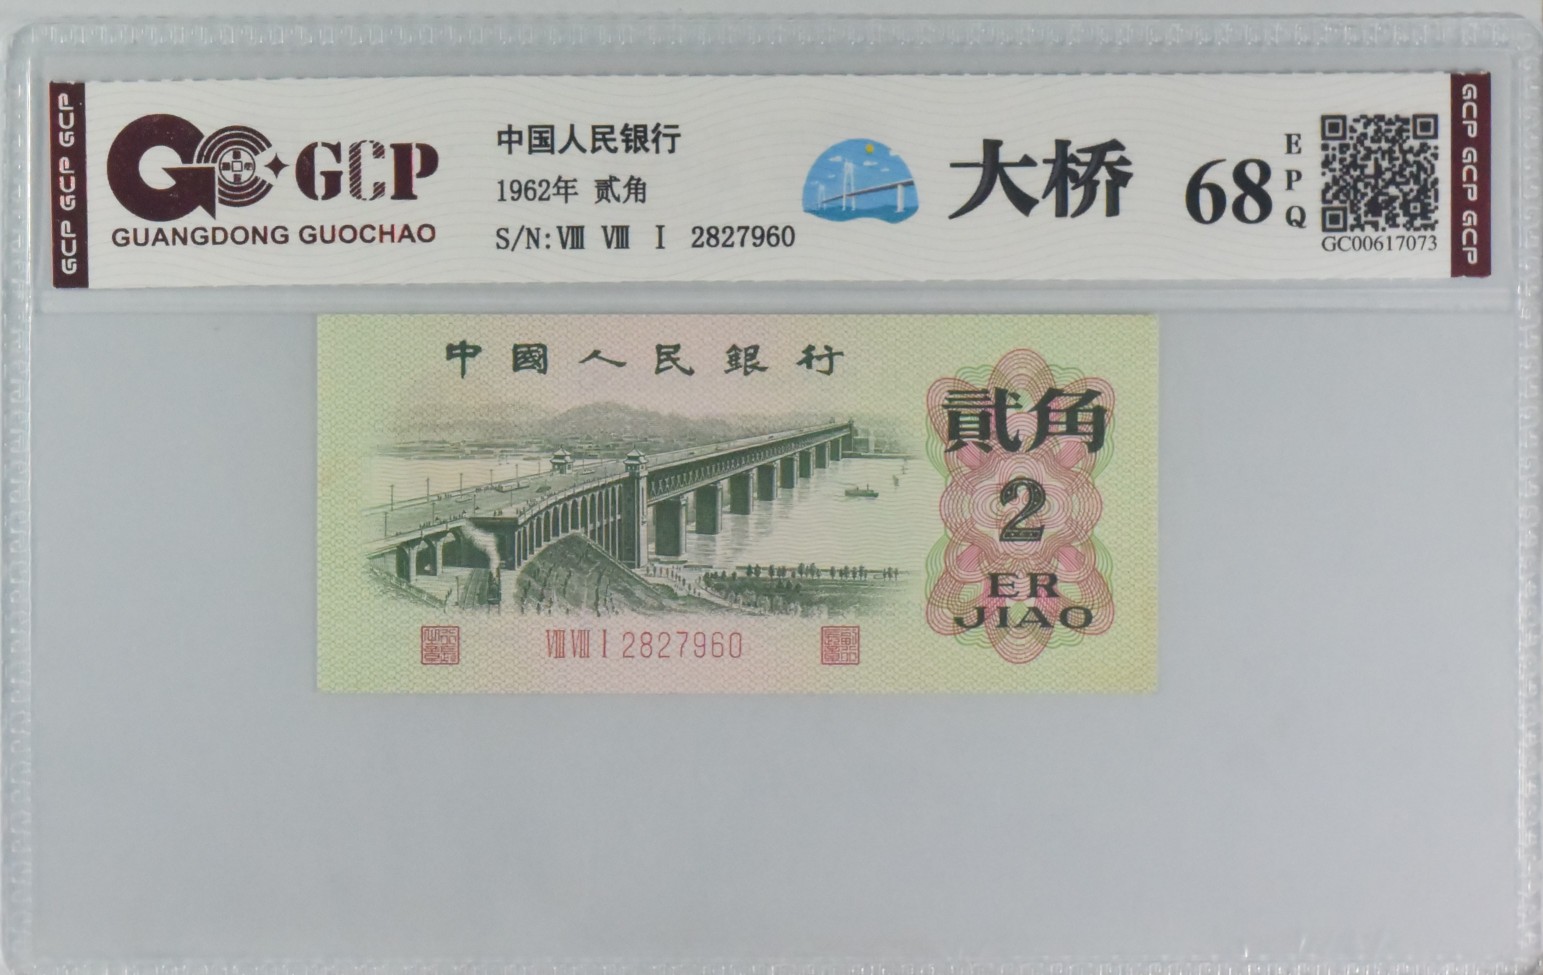 GCP GCP GCP
GCP
GUANGDONG GUOCHAO
中国人民银行
1962年 贰角
S/N:Ⅷ Ⅷ Ⅰ 2827960
大桥
68
EPQ
GC00617073
GCP GCP GCP
中國人民銀行
貳角
2
ER
JIAO
ⅧⅧⅠ2827960